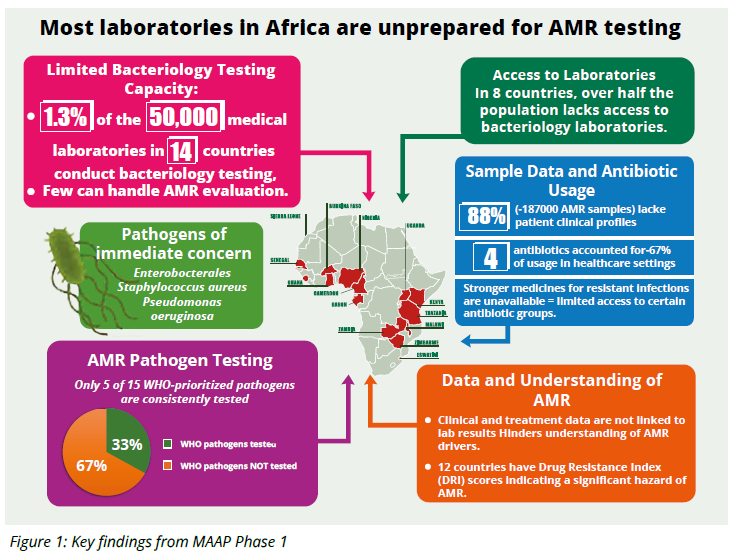 Most laboratories in Africa are unprepared for AMR testing
Limited Bacteriology Testing
Capacity:
• 1.3% of the 50,000 medical
laboratories in 14 countries
conduct bacteriology testing,
• Few can handle AMR evaluation.
Access to Laboratories
In 8 countries, over half the
population lacks access to
bacteriology laboratories.
Sample Data and Antibiotic
Usage
88% (-187000 AMR samples) lacke
patient clinical profiles
4 antibiotics accounted for-67%
of usage in healthcare settings
Stronger medicines for resistant infections
are unavailable = limited access to certain
antibiotic groups.
Pathogens of
immediate concern
Enterobocterales
Staphylococcus aureus
Pseudomonas
oeruginosa
SIERRA LEONE
BURKINA FASO
NIGERIA
UGANDA
SENEGAL
GHANA
CAMEROON
GABON
KENYA
TANZANIA
MALAWI
ZAMBIA
ZIMBABWE
ESWATINI
AMR Pathogen Testing
Only 5 of 15 WHO-prioritized pathogens
are consistently tested
33%
67%
WHO pathogens tested
WHO pathogens NOT tested
Data and Understanding of
AMR
• Clinical and treatment data are not linked to
lab results Hinders understanding of AMR
drivers.
• 12 countries have Drug Resistance Index
(DRI) scores indicating a significant hazard of
AMR.
Figure 1: Key findings from MAAP Phase 1